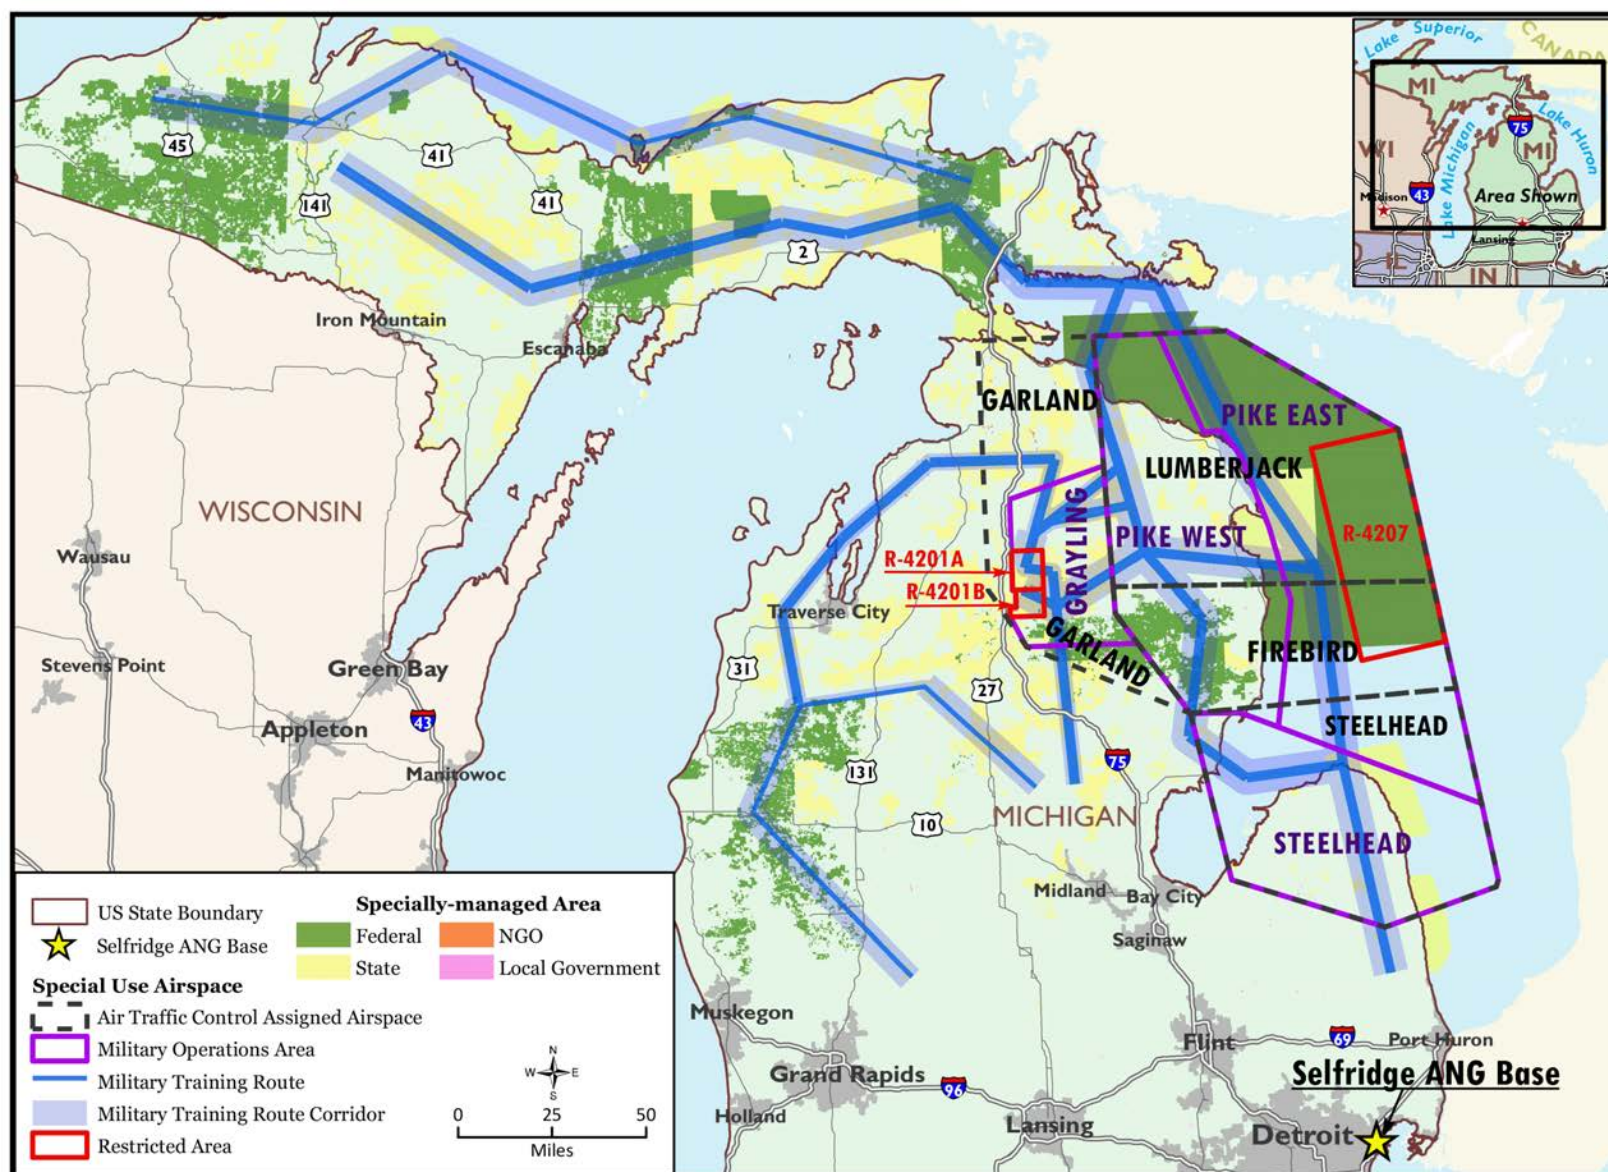 Lake Superior
CANADA
MI
75
Lake Huron
WI
Lake Michigan
MI
43
Madison
Area Shown
Lansing
IN
45
41
141
41
2
Iron Mountain
Escanaba
GARLAND
PIKE EAST
LUMBERJACK
WISCONSIN
GRAYLING
PIKE WEST
R-4207
R-4201A
R-4201B
Wausau
Traverse City
GARLAND
FIREBIRD
Stevens Point
Green Bay
31
27
43
Appleton
STEELHEAD
Manitowoc
131
75
10
MICHIGAN
STEELHEAD
Midland
Bay City
Saginaw
Muskegon
Flint
69
Port Huron
Grand Rapids
96
Selfridge ANG Base
Holland
Lansing
Detroit
US State Boundary
Selfridge ANG Base
Specially-managed Area
Federal
NGO
State
Local Government
Special Use Airspace
Air Traffic Control Assigned Airspace
Military Operations Area
Military Training Route
Military Training Route Corridor
Restricted Area
N
W
E
S
0
25
50
Miles